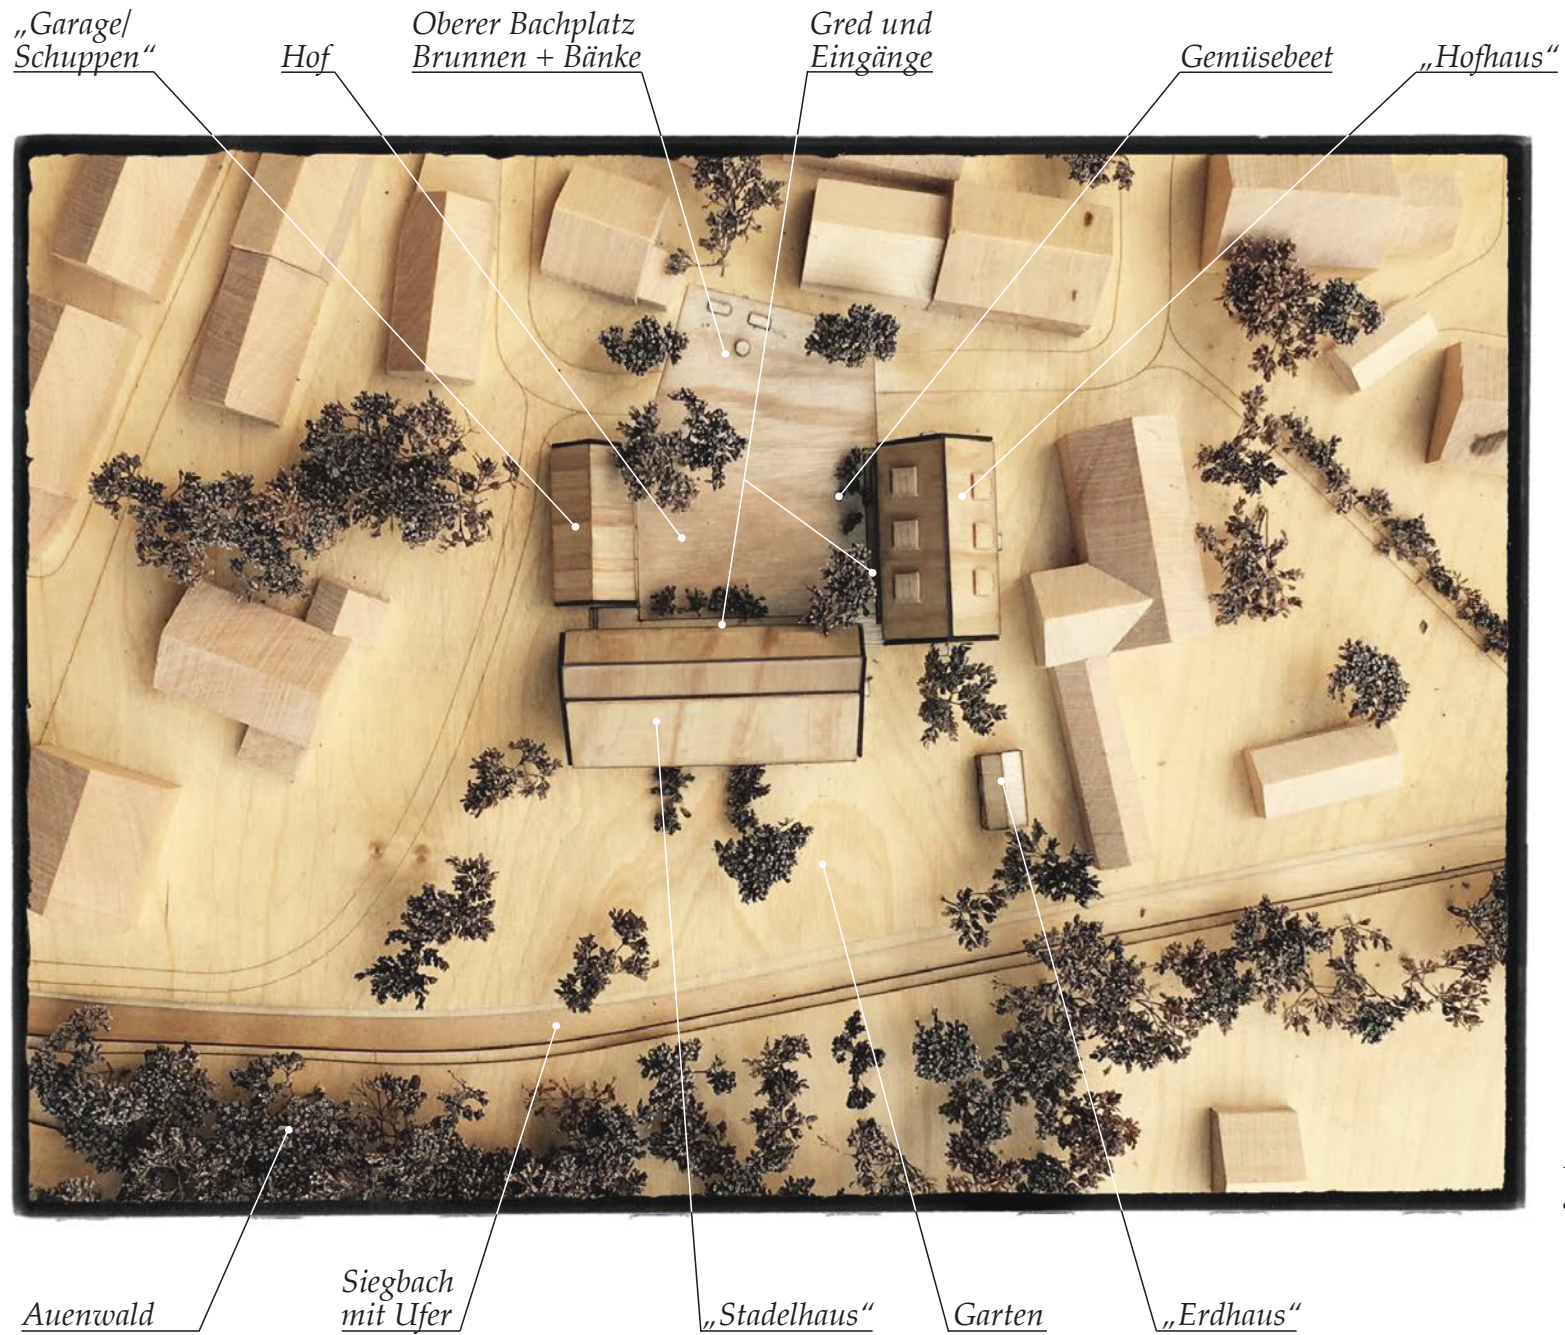 „Garage/
Schuppen“
Hof
Oberer Bachplatz
Brunnen + Bänke
Gred und
Eingänge
Gemüsebeet
„Hofhaus“
Auenwald
Siegbach
mit Ufer
„Stadelhaus“
Garten
„Erdhaus“